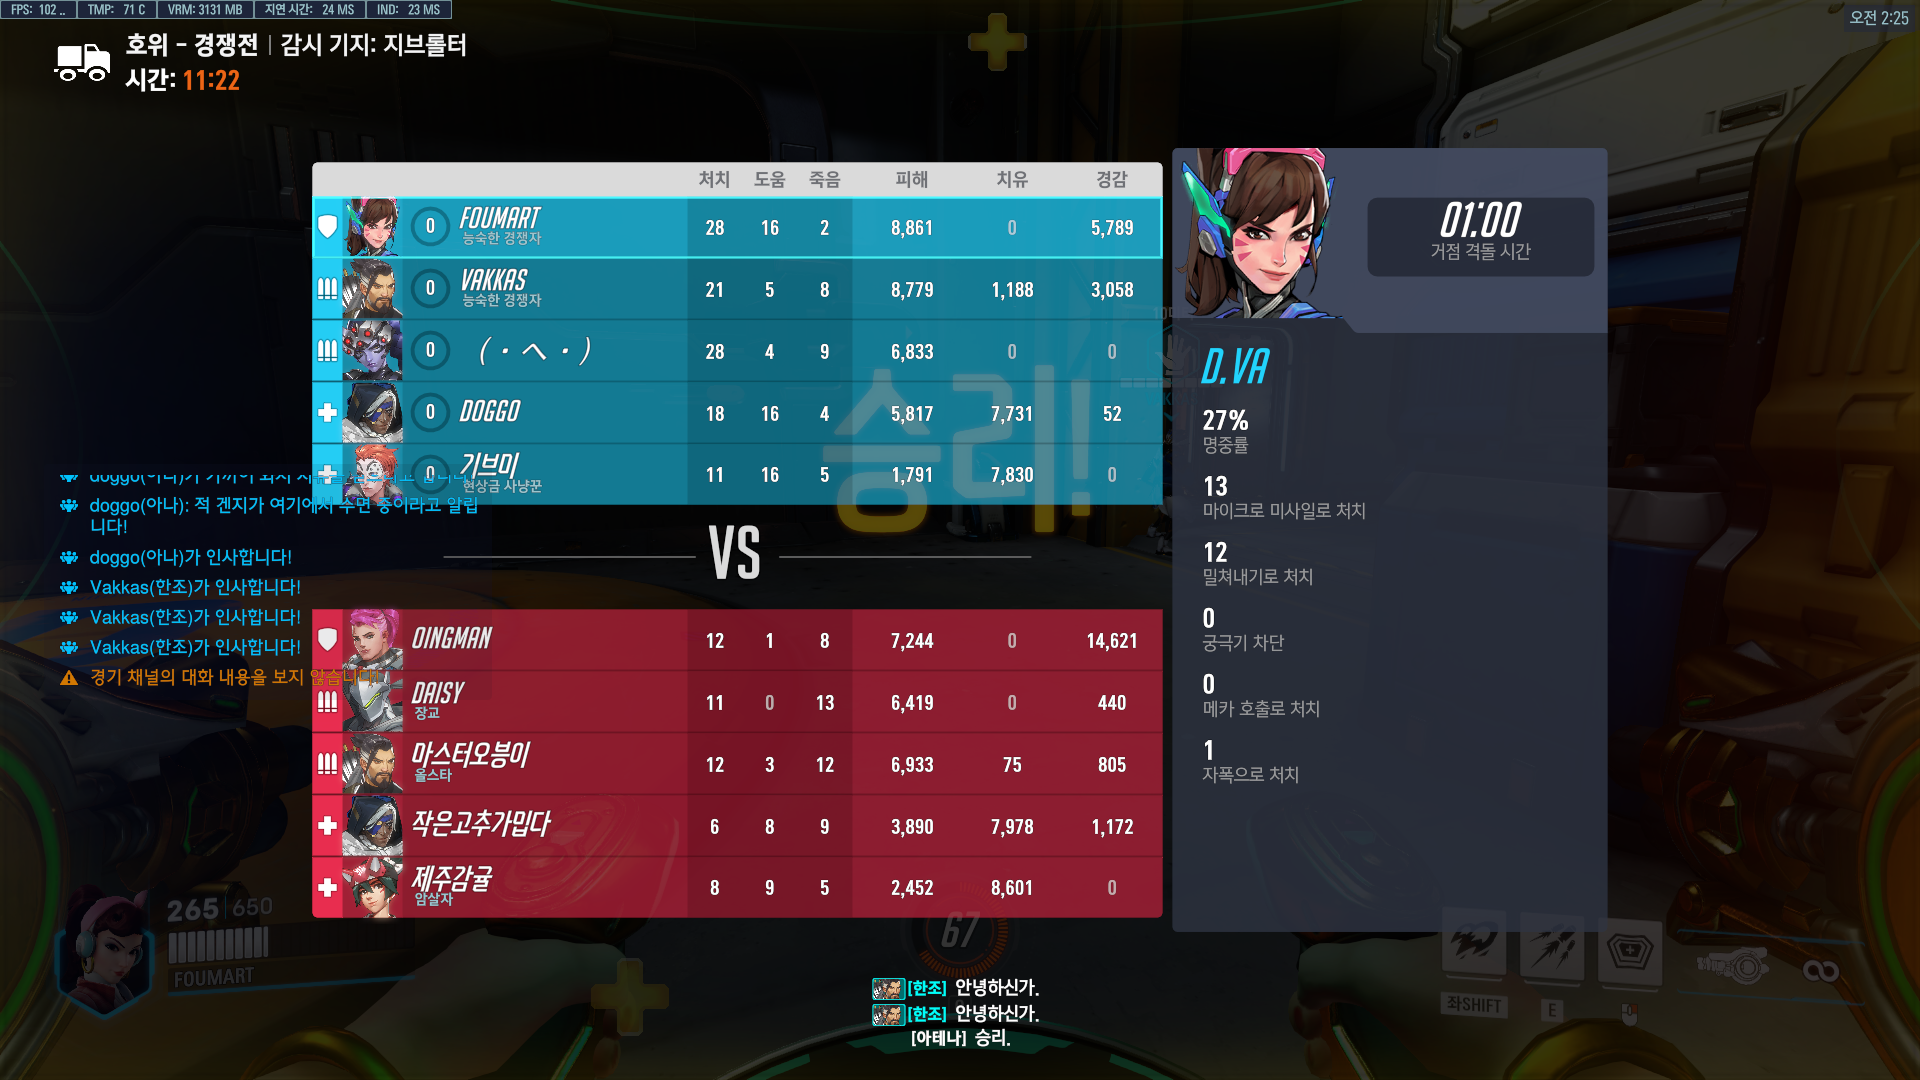 FPS: 102 .. TMP: 71 C VRM: 3131 MB 지연 시간: 24 MS IND: 23 MS
오전 2:25
호위 - 경쟁전 | 감시 기지: 지브롤터
시간: 11:22
처치 도움 죽음 피해 치유 경감
0 FOUMART 28 16 2 8,861 0 5,789
능숙한 경쟁자
0 VAKKAS 21 5 8 8,779 1,188 3,058
능숙한 경쟁자
0 (・へ・) 28 4 9 6,833 0 0
0 DOGGO 18 16 4 5,817 7,731 52
0 기브미 11 16 5 1,791 7,830 0
현상금 사냥꾼
승리!
VS
OINGMAN 12 1 8 7,244 0 14,621
DAISY 11 0 13 6,419 0 440
장교
마스터오븡이 12 3 12 6,933 75 805
올스타
작은고추가밉다 6 8 9 3,890 7,978 1,172
제주감귤 8 9 5 2,452 8,601 0
암살자
01:00
거점 격돌 시간
D.VA
27%
명중률
13
마이크로 미사일로 처치
12
밀쳐내기로 처치
0
궁극기 차단
0
메카 호출로 처치
1
자폭으로 처치
doggo(아나): 적 겐지가 여기에서 수면 중이라고 알립
니다!
doggo(아나)가 인사합니다!
Vakkas(한조)가 인사합니다!
Vakkas(한조)가 인사합니다!
Vakkas(한조)가 인사합니다!
경기 채널의 대화 내용을 보지 않습니다!
265 | 650
FOUMART
67
[한조] 안녕하신가.
[한조] 안녕하신가.
[아테나] 승리.
좌SHIFT E